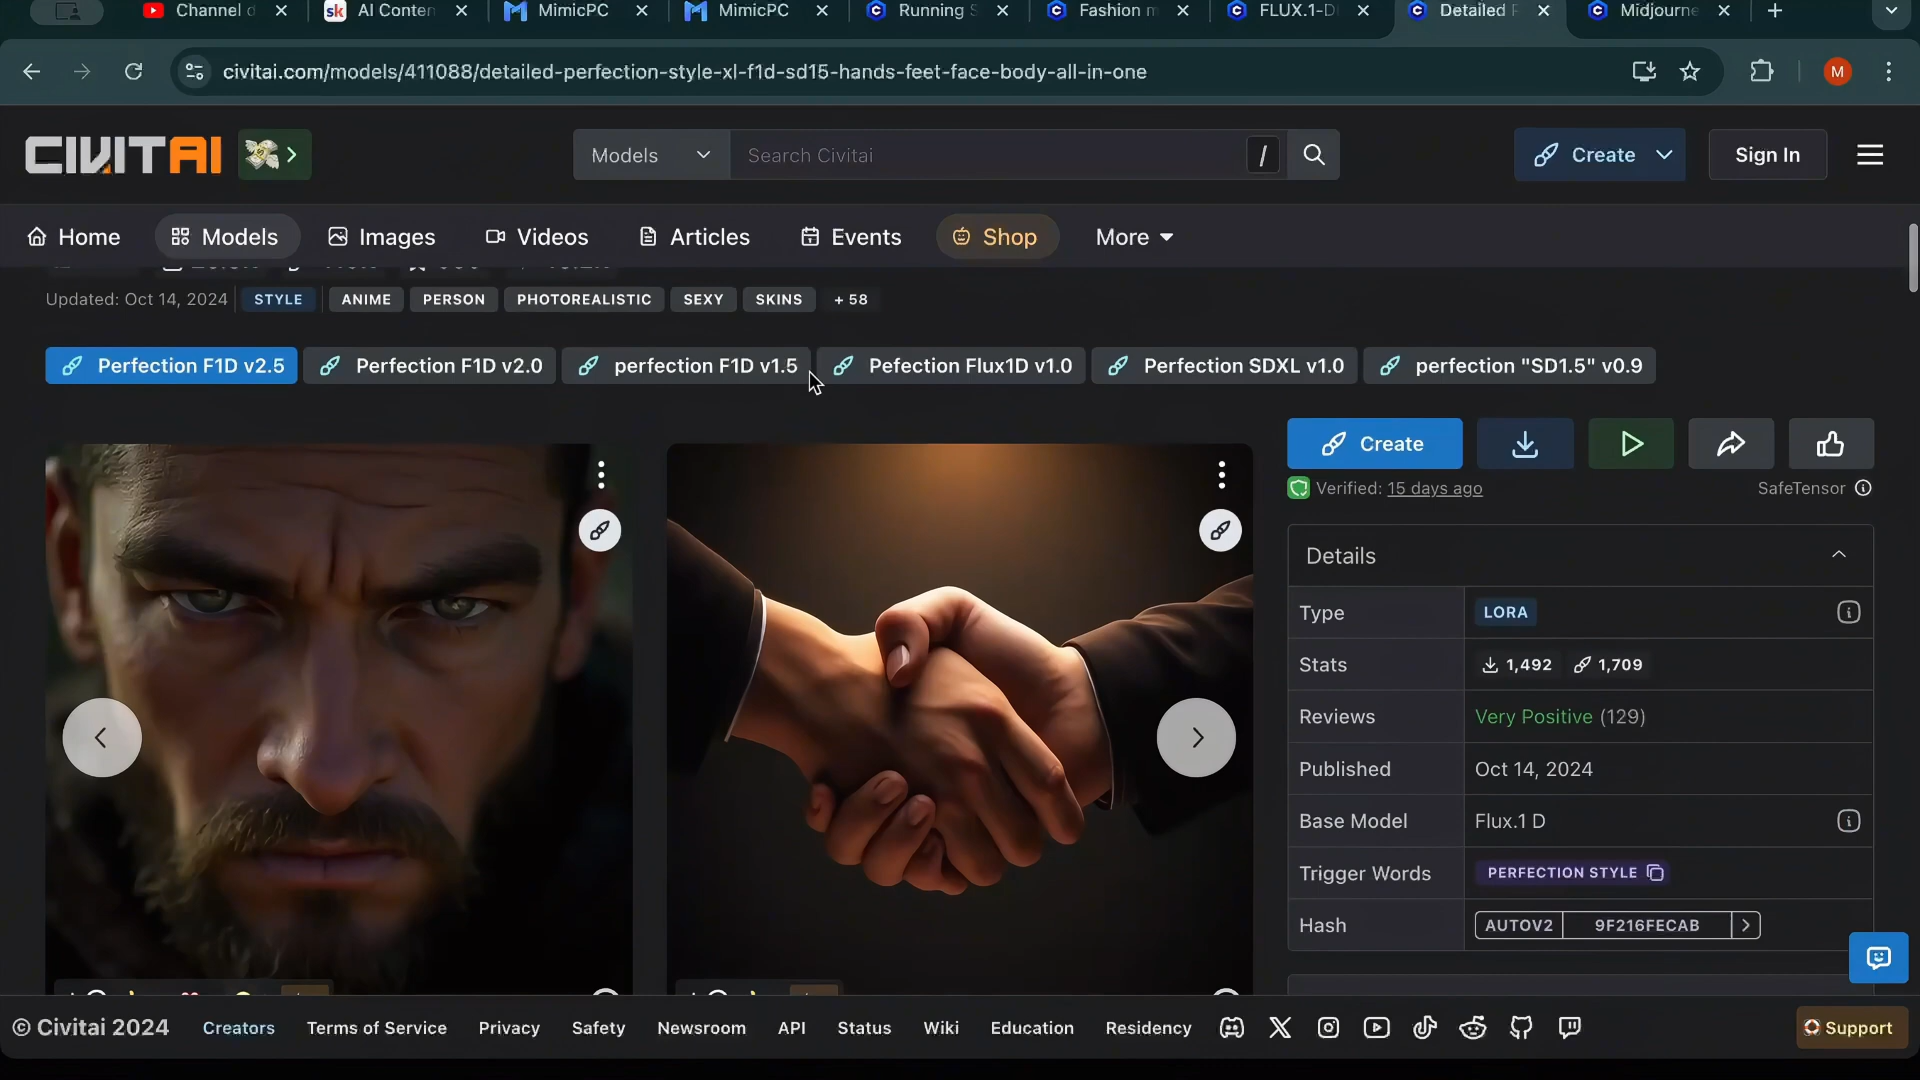 Channel
AI Conten
MimicPC
MimicPC
Running S
Fashion m
FLUX.1-D
Detailed
Midjourne
civitai.com/models/411088/detailed-perfection-style-xl-f1d-sd15-hands-feet-face-body-all-in-one
M
CIVITAI
Models
Search Civitai
/
Create
Sign In
Home
Models
Images
Videos
Articles
Events
Shop
More
Updated: Oct 14, 2024
STYLE
ANIME
PERSON
PHOTOREALISTIC
SEXY
SKINS
+ 58
Perfection F1D v2.5
Perfection F1D v2.0
perfection F1D v1.5
Pefection Flux1D v1.0
Perfection SDXL v1.0
perfection "SD1.5" v0.9
Create
Verified: 15 days ago
SafeTensor
Details
Type
LORA
Stats
1,492
1,709
Reviews
Very Positive (129)
Published
Oct 14, 2024
Base Model
Flux.1 D
Trigger Words
PERFECTION STYLE
Hash
AUTOV2
9F216FECAB
© Civitai 2024
Creators
Terms of Service
Privacy
Safety
Newsroom
API
Status
Wiki
Education
Residency
Support